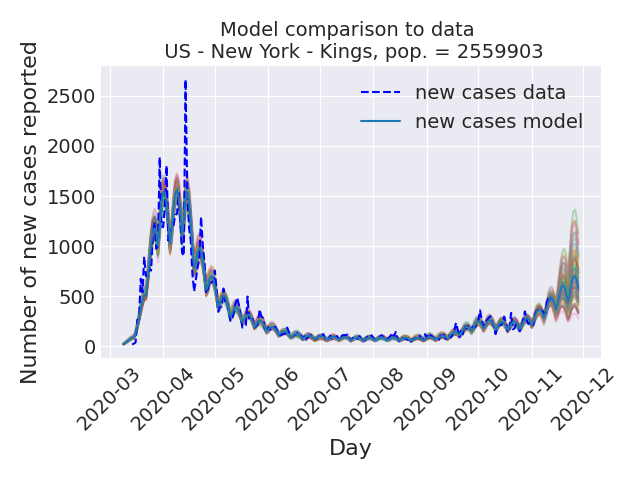 Model comparison to data
US - New York - Kings, pop. = 2559903
new cases data
new cases model
Number of new cases reported
2500
2000
1500
1000
500
0
2020-03
2020-04
2020-05
2020-06
2020-07
2020-08
2020-09
2020-10
2020-11
2020-12
Day